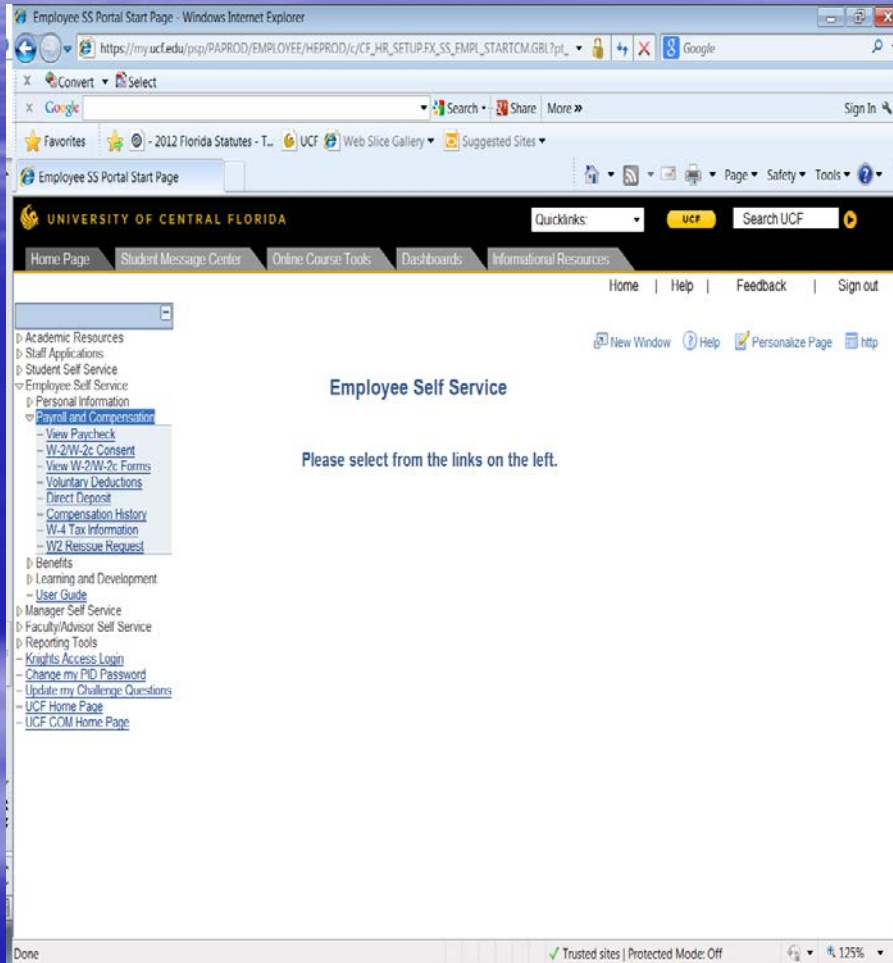 Employee SS Portal Start Page - Windows Internet Explorer
https://my.ucf.edu/psp/PAPROD/EMPLOYEE/HEPROD/c/CF_HR_SETUP.FX_SS_EMPL_STARTCM.GBL?pt_ Google
X Convert Select
x Google Search Share More » Sign In
Favorites - 2012 Florida Statutes - T... UCF Web Slice Gallery Suggested Sites
Employee SS Portal Start Page Page Safety Tools
UNIVERSITY OF CENTRAL FLORIDA Quicklinks: UCF Search UCF
Home Page Student Message Center Online Course Tools Dashboards Informational Resources
Home | Help | Feedback | Sign out
New Window Help Personalize Page http
Academic Resources
Staff Applications
Student Self Service
Employee Self Service
Personal Information
Payroll and Compensation
– View Paycheck
– W-2/W-2c Consent
– View W-2/W-2c Forms
– Voluntary Deductions
– Direct Deposit
– Compensation History
– W-4 Tax Information
– W2 Reissue Request
Benefits
Learning and Development
– User Guide
Manager Self Service
Faculty/Advisor Self Service
Reporting Tools
– Knights Access Login
– Change my PID Password
– Update my Challenge Questions
– UCF Home Page
– UCF COM Home Page
Employee Self Service
Please select from the links on the left.
Done Trusted sites | Protected Mode: Off 125%